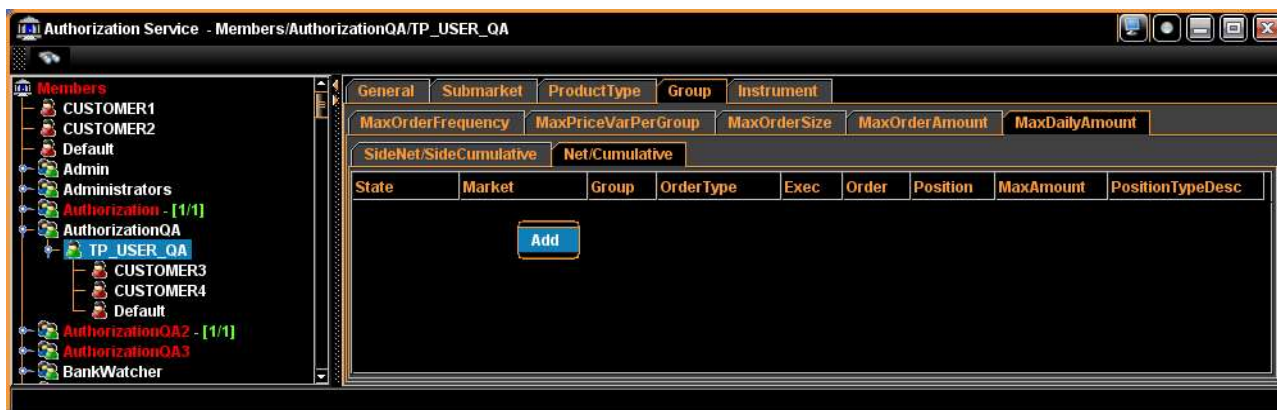 Authorization Service - Members/AuthorizationQA/TP_USER_QA
Members
CUSTOMER1
CUSTOMER2
Default
Admin
Administrators
Authorization - [1/1]
AuthorizationQA
TP_USER_QA
CUSTOMER3
CUSTOMER4
Default
AuthorizationQA2 - [1/1]
AuthorizationQA3
BankWatcher
General Submarket ProductType Group Instrument
MaxOrderFrequency MaxPriceVarPerGroup MaxOrderSize MaxOrderAmount MaxDailyAmount
SideNet/SideCumulative Net/Cumulative
State Market Group OrderType Exec Order Position MaxAmount PositionTypeDesc
Add